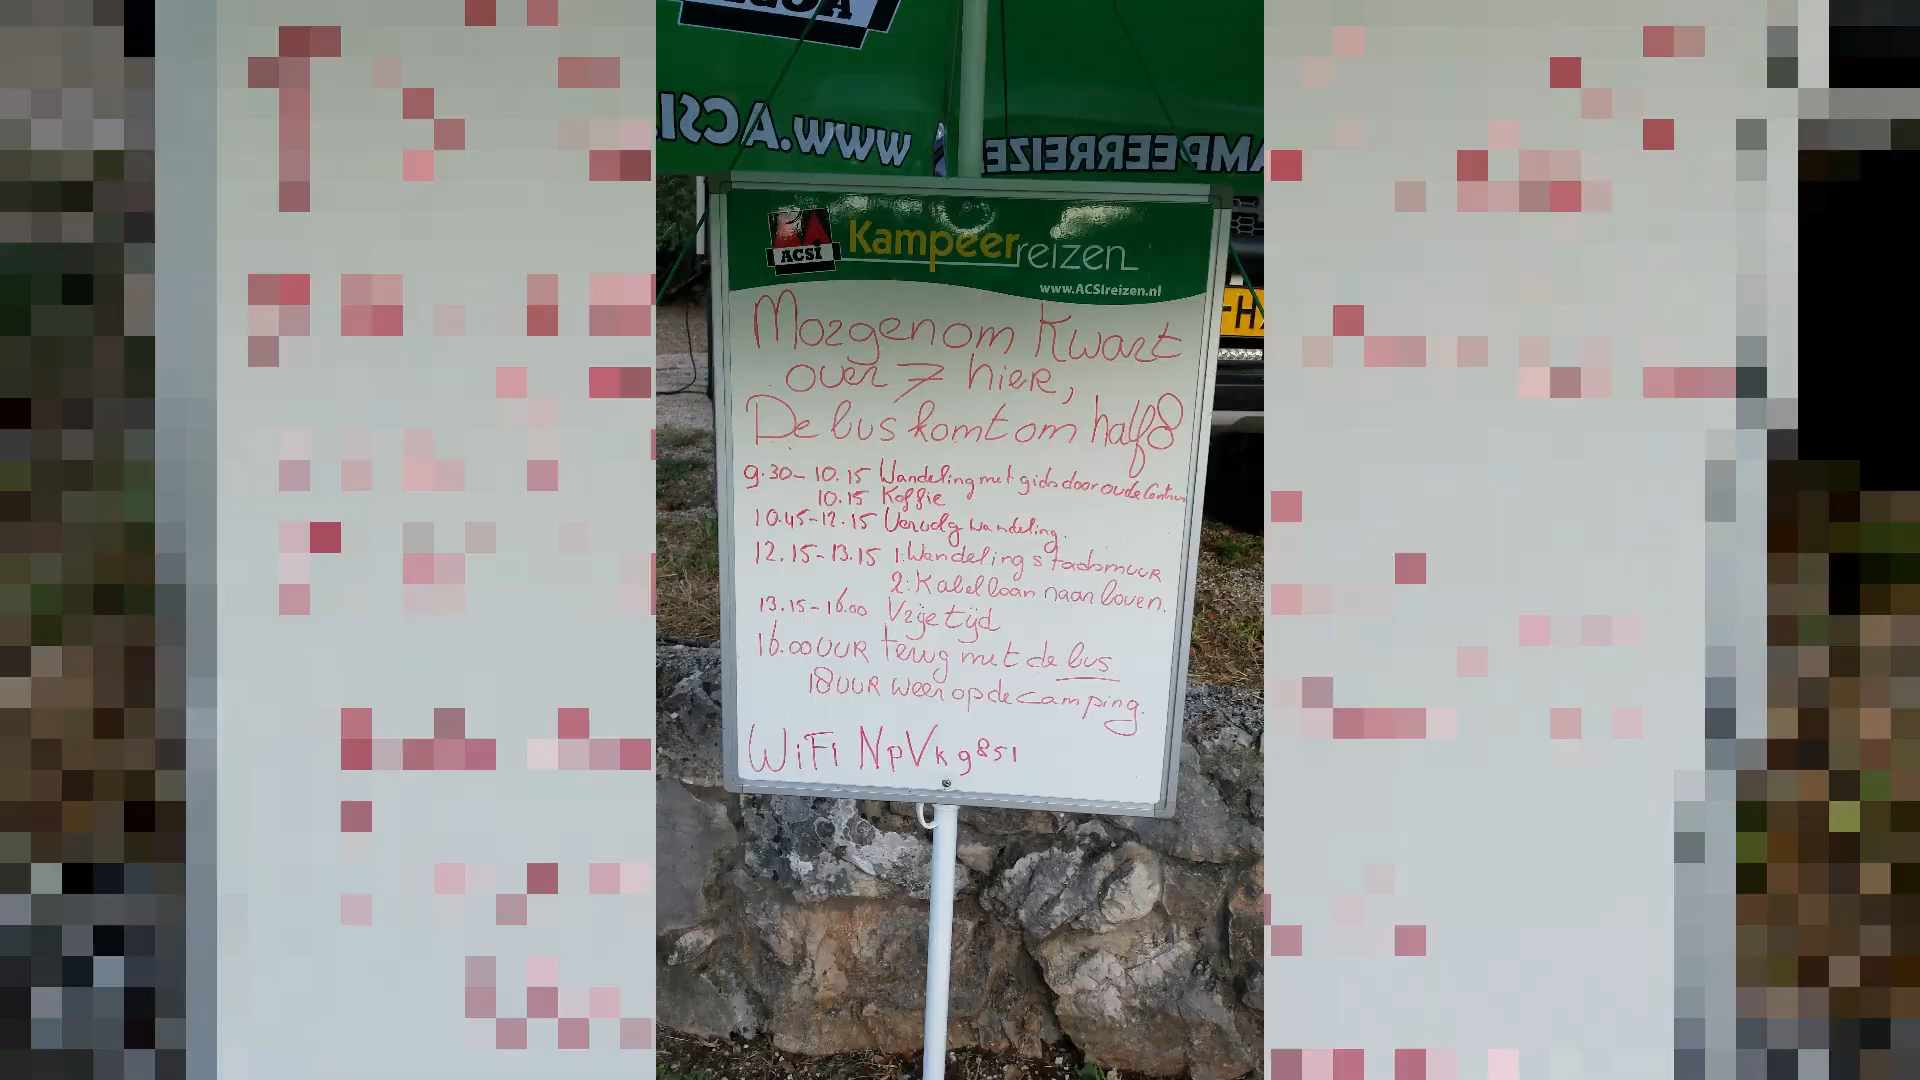 www.ACSI
AMPEERREIZE
ACSI
Kampeerreizen
www.ACSIreizen.nl
Morgen om kwart
over 7 hier,
De bus komt om half 8
9.30-10.15 Wandeling met gids door oude Centrum
10.15 Koffie
10.45-12.15 Vervolg wandeling.
12.15-13.15 1: Wandeling stadsmuur
2: Kabelbaan naar boven.
13.15-16.00 Vrije tijd
16.00 UUR terug met de bus
18 UUR weer op de camping.
WiFi NpVkg851